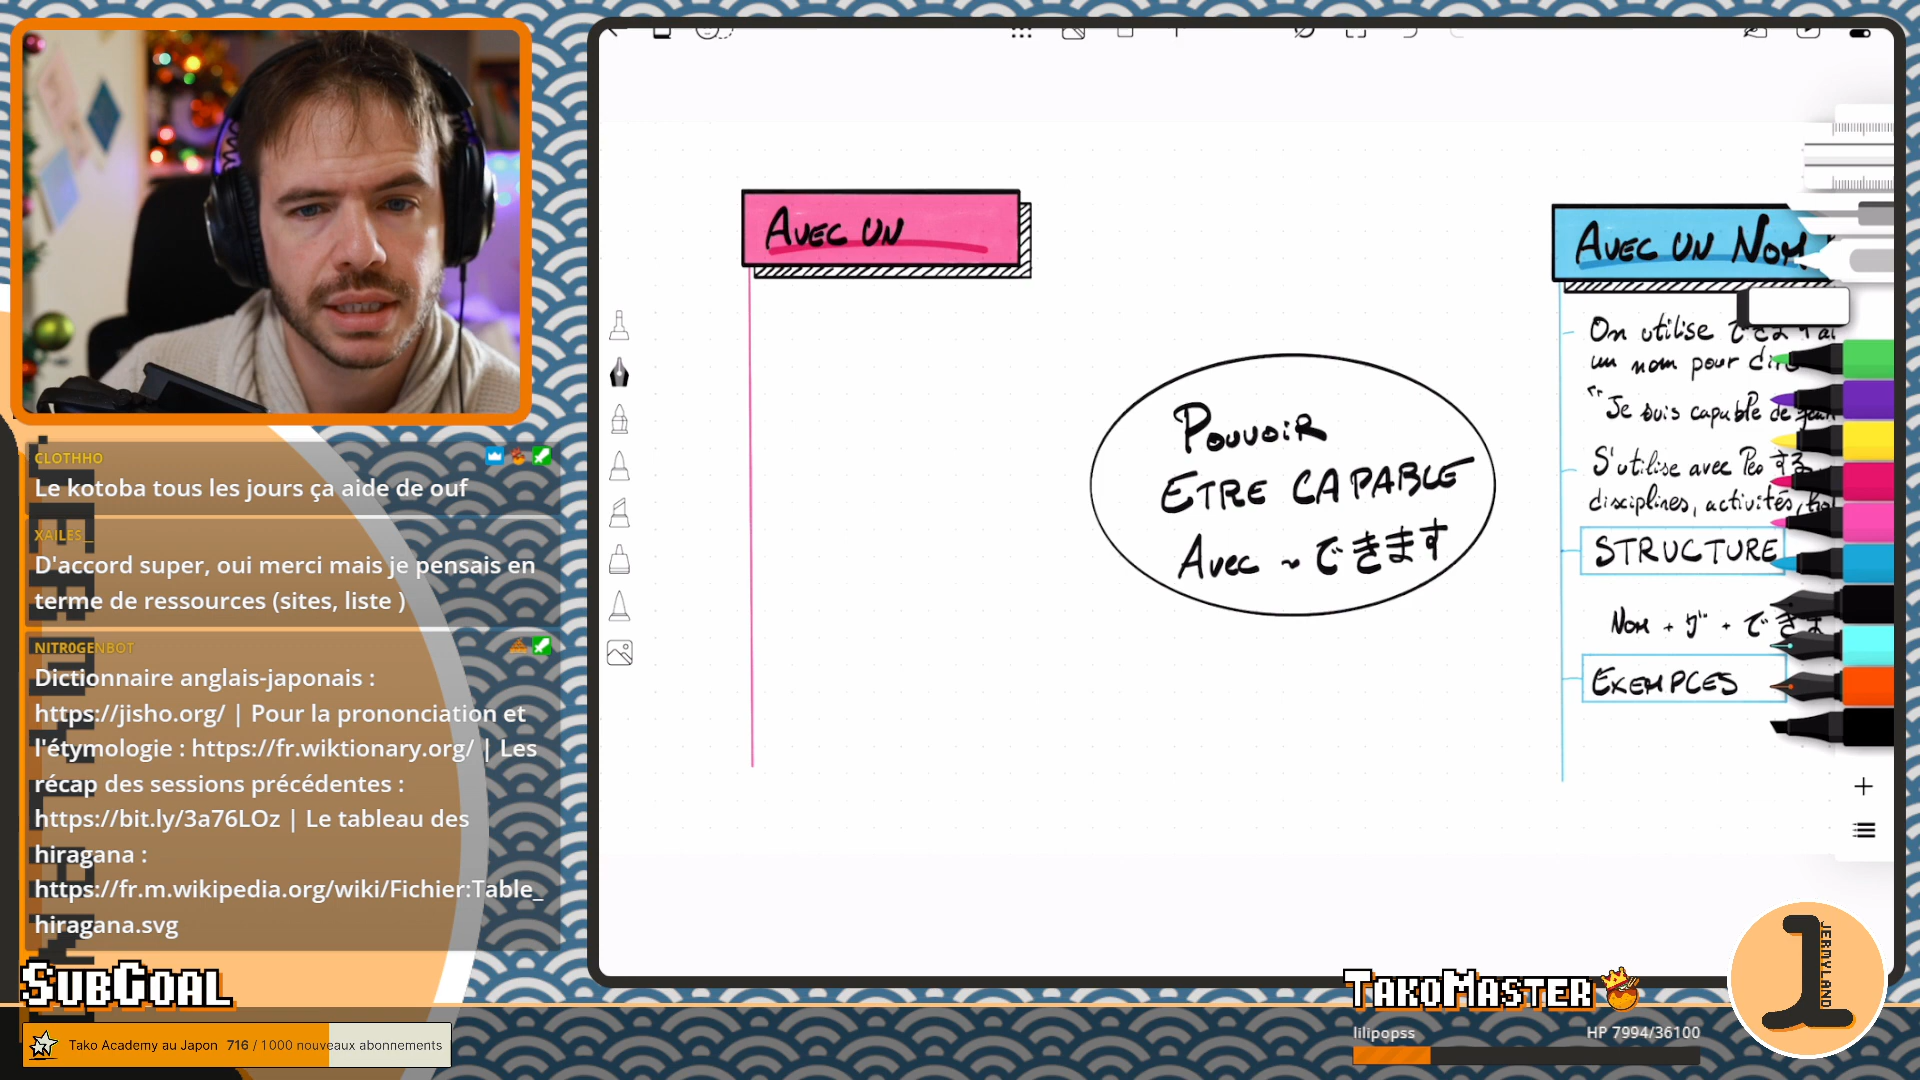 CLOTHHO
Le kotoba tous les jours ça aide de ouf
XAILES_
D'accord super, oui merci mais je pensais en
terme de ressources (sites, liste )
NITR0GENBOT
Dictionnaire anglais-japonais :
https://jisho.org/ | Pour la prononciation et
l'étymologie : https://fr.wiktionary.org/ | Les
récap des sessions précédentes :
https://bit.ly/3a76LOz | Le tableau des
hiragana :
https://fr.m.wikipedia.org/wiki/Fichier:Table_
hiragana.svg
SUBGOAL
Tako Academy au Japon 716 / 1000 nouveaux abonnements
AVEC UN
POUVOIR
ETRE CAPABLE
AVEC ~できます
AVEC UN NOM
On utilise
un nom pour
"Je suis capable de
S'utilise avec
disciplines, activités,
STRUCTURE
NOM + が + できま
EXEMPLES
TAKOMASTER
lilipopss
HP 7994/36100
JERMYLAND